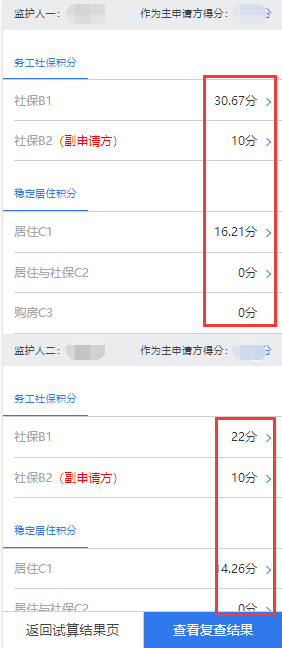 监护人一： 作为主申请方得分： 分
务工社保积分
社保B1 30.67分
社保B2（副申请方） 10分
稳定居住积分
居住C1 16.21分
居住与社保C2 0分
购房C3 0分
监护人二： 作为主申请方得分： 分
务工社保积分
社保B1 22分
社保B2（副申请方） 10分
稳定居住积分
居住C1 14.26分
居住与社保C2 0分
返回试算结果页 查看复查结果